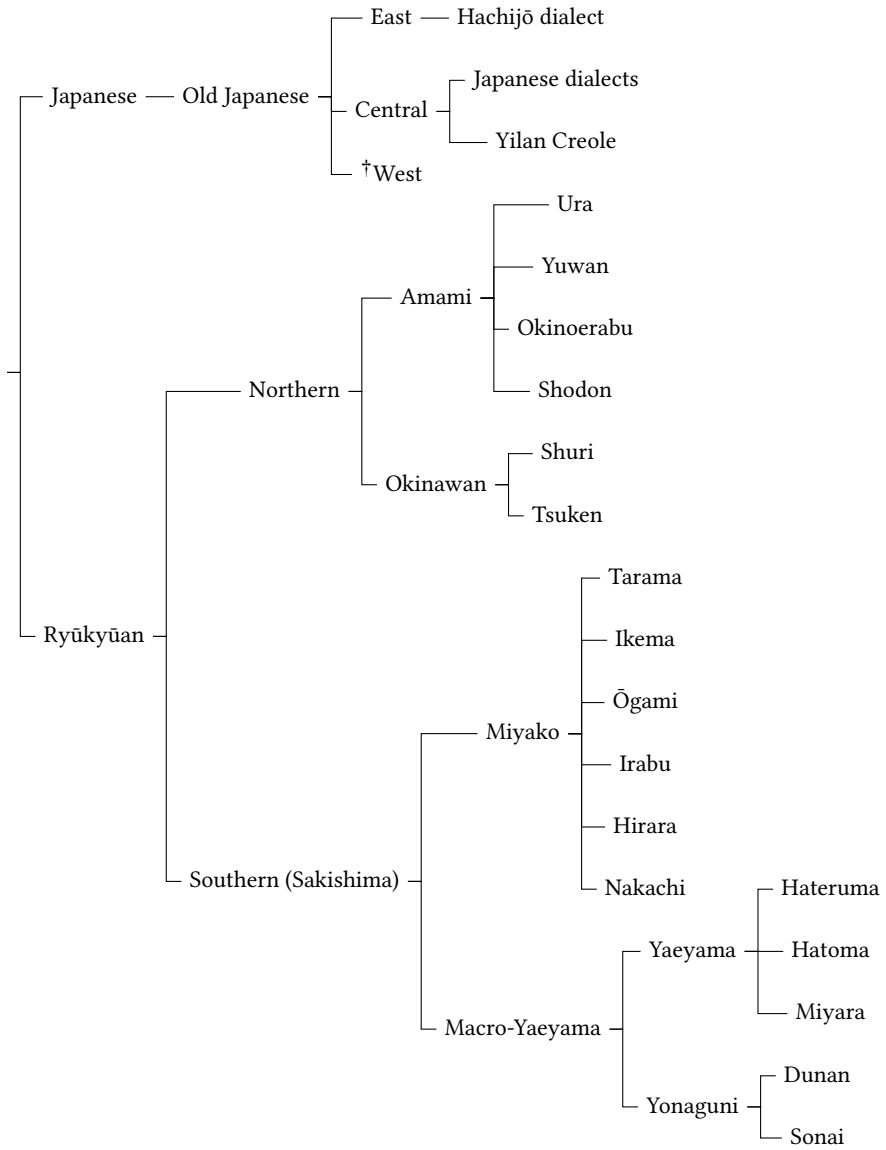 East
Hachijō dialect
Japanese
Old Japanese
Central
Japanese dialects
Yilan Creole
†West
Ura
Yuwan
Amami
Okinoerabu
Shodon
Northern
Shuri
Okinawan
Tsuken
Ryūkyūan
Tarama
Ikema
Ōgami
Miyako
Irabu
Hirara
Nakachi
Southern (Sakishima)
Hateruma
Yaeyama
Hatoma
Miyara
Macro-Yaeyama
Dunan
Yonaguni
Sonai